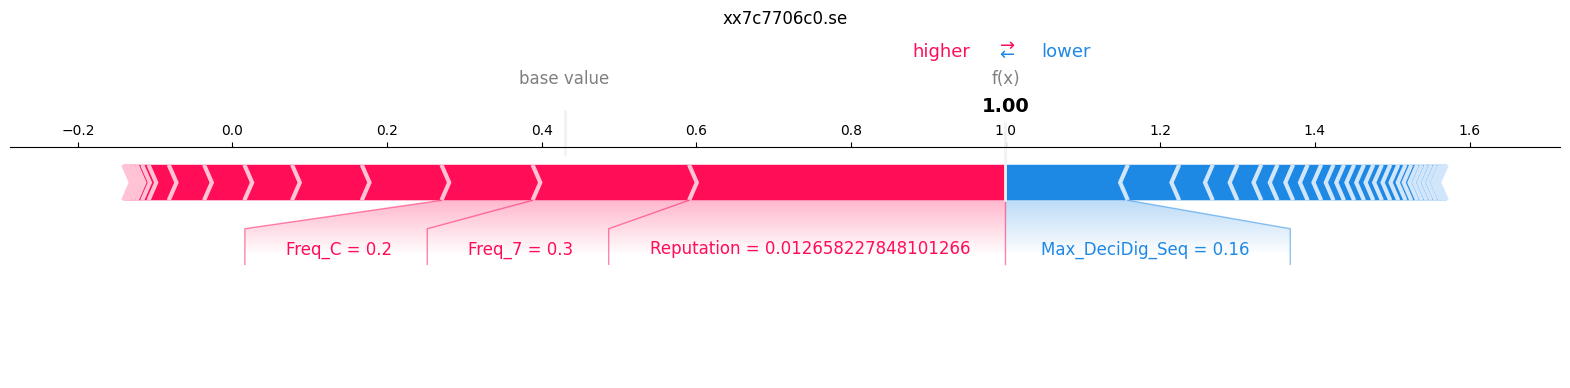 xx7c7706c0.se
higher → ← lower
base value f(x)
1.00
−0.2 0.0 0.2 0.4 0.6 0.8 1.0 1.2 1.4 1.6
Freq_C = 0.2 Freq_7 = 0.3 Reputation = 0.012658227848101266 Max_DeciDig_Seq = 0.16